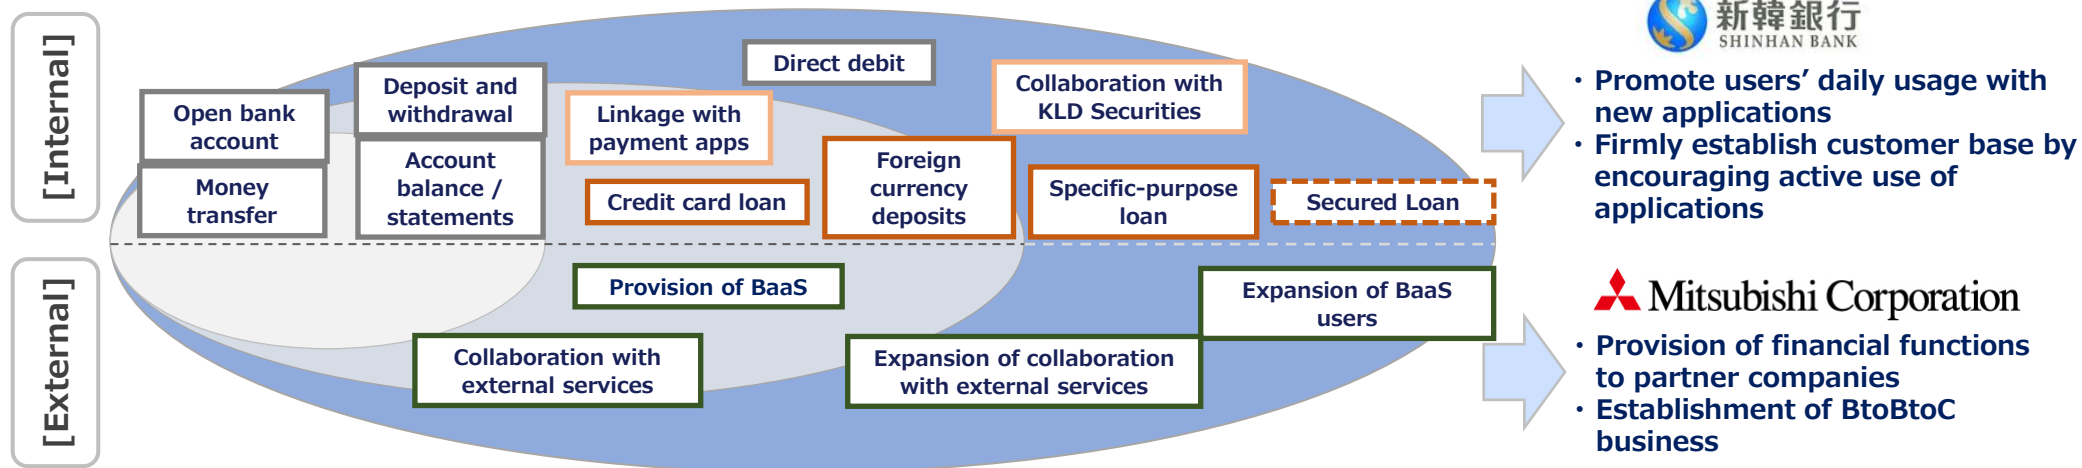 [Internal]
Open bank
account
Money
transfer
Deposit and
withdrawal
Account
balance /
statements
Linkage with
payment apps
Credit card loan
Direct debit
Foreign
currency
deposits
Collaboration with
KLD Securities
Specific-purpose
loan
Secured Loan
新韓銀行
SHINHAN BANK
・Promote users’ daily usage with
new applications
・Firmly establish customer base by
encouraging active use of
applications
[External]
Provision of BaaS
Collaboration with
external services
Expansion of collaboration
with external services
Expansion of BaaS
users
Mitsubishi Corporation
・Provision of financial functions
to partner companies
・Establishment of BtoBtoC
business